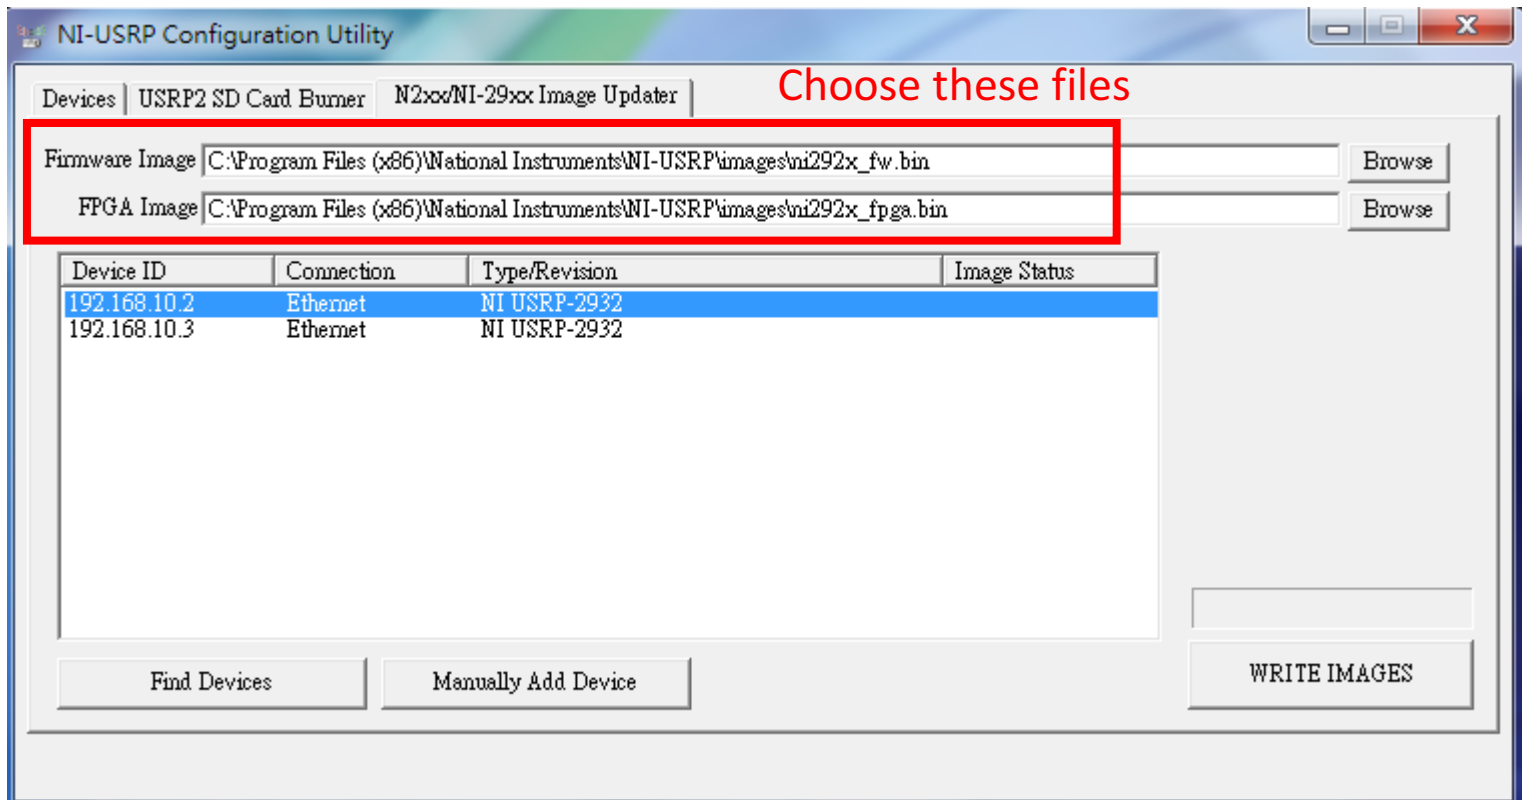 NI-USRP Configuration Utility
Choose these files
Devices USRP2 SD Card Burner N2xx/NI-29xx Image Updater
Firmware Image C:\Program Files (x86)\National Instruments\NI-USRP\images\ni292x_fw.bin Browse
FPGA Image C:\Program Files (x86)\National Instruments\NI-USRP\images\ni292x_fpga.bin Browse
Device ID Connection Type/Revision Image Status
192.168.10.2 Ethernet NI USRP-2932
192.168.10.3 Ethernet NI USRP-2932
Find Devices Manually Add Device WRITE IMAGES